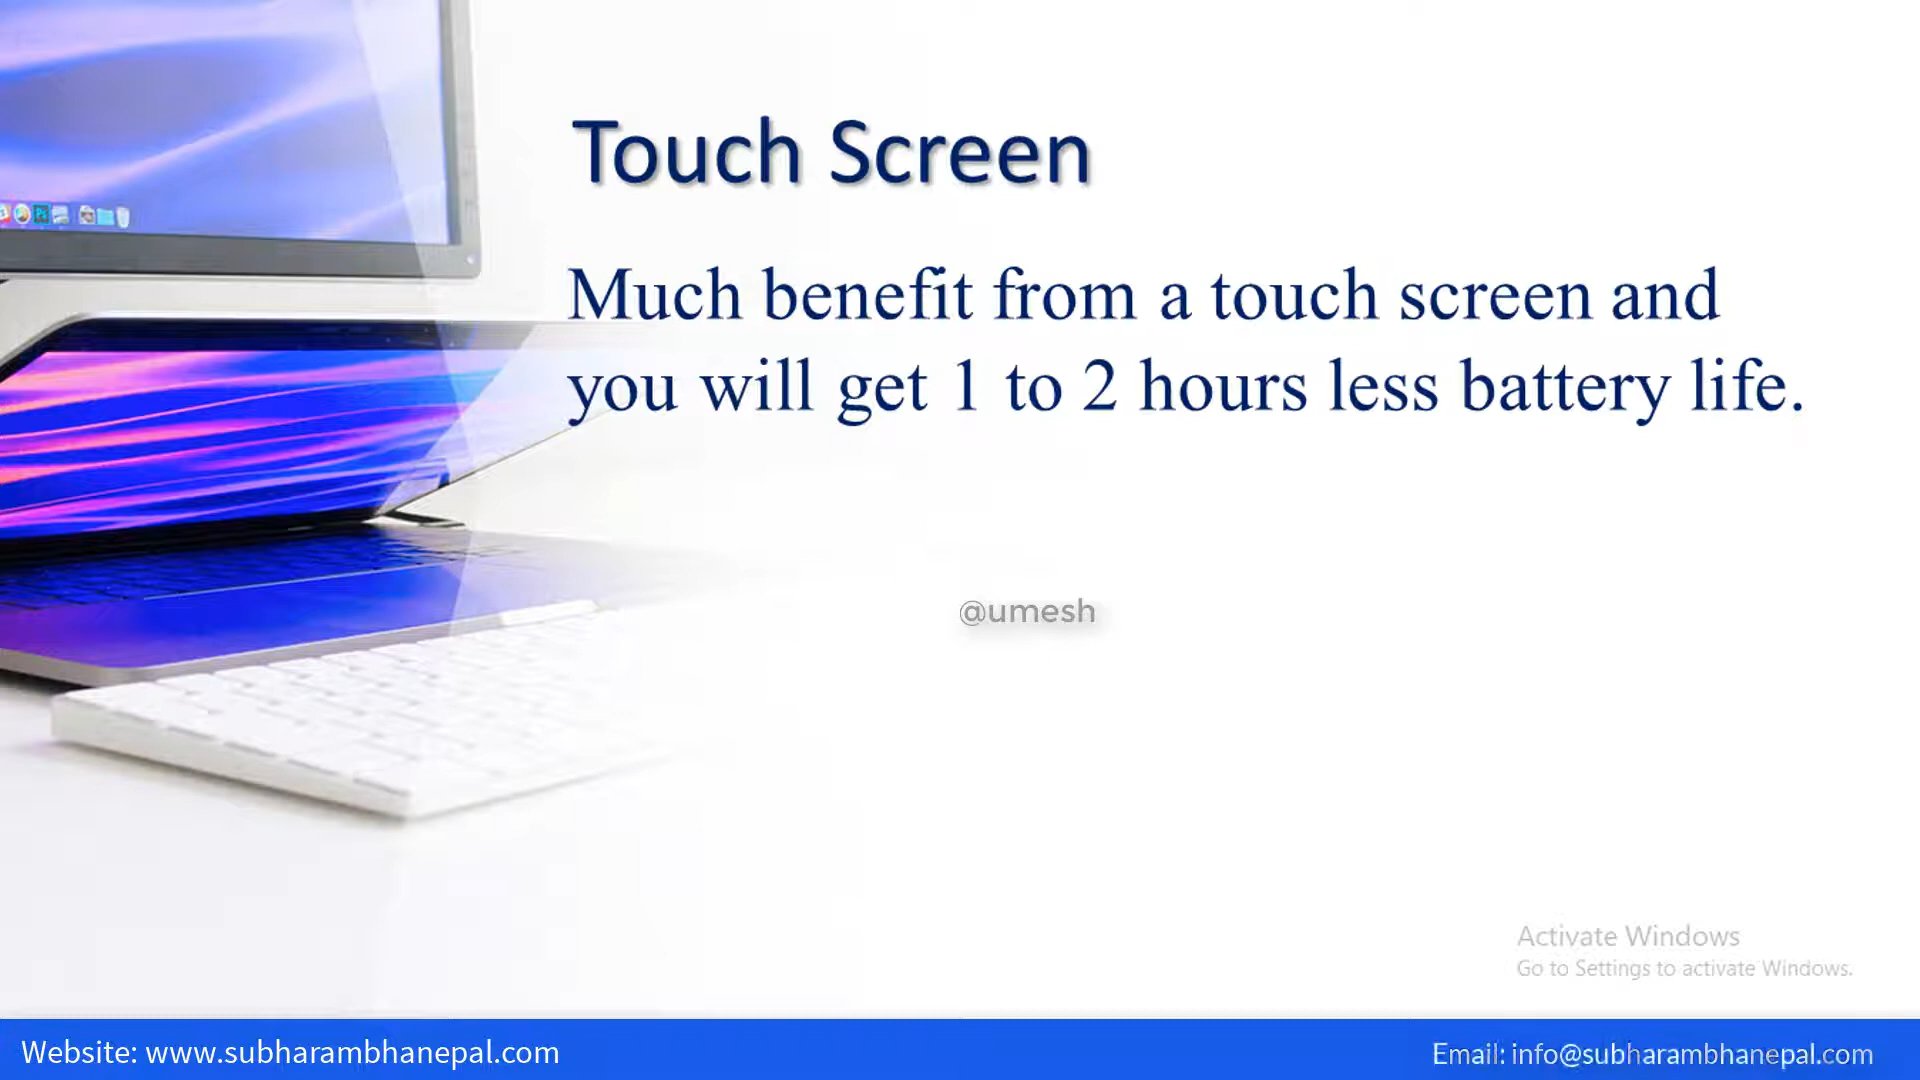 Touch Screen
Much benefit from a touch screen and
you will get 1 to 2 hours less battery life.
@umesh
Activate Windows
Go to Settings to activate Windows.
Website: www.subharambhanepal.com
Email: info@subharambhanepal.com